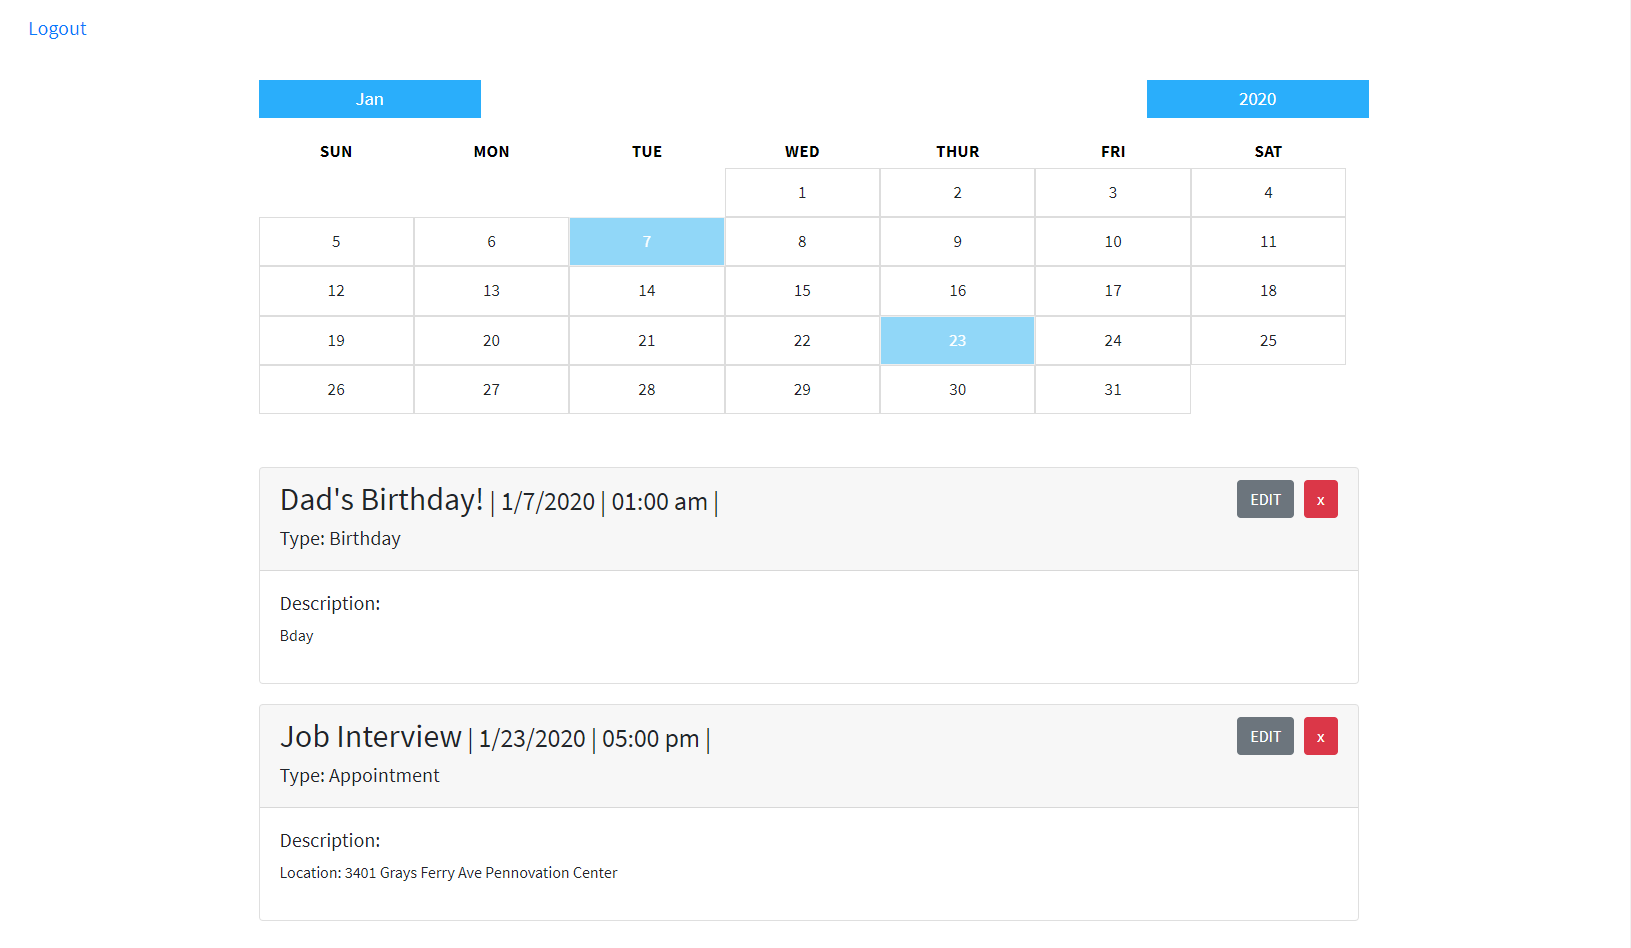 Logout
Jan 2020
SUN MON TUE WED THUR FRI SAT
1 2 3 4
5 6 7 8 9 10 11
12 13 14 15 16 17 18
19 20 21 22 23 24 25
26 27 28 29 30 31
Dad's Birthday! | 1/7/2020 | 01:00 am | EDIT x
Type: Birthday
Description:
Bday
Job Interview | 1/23/2020 | 05:00 pm | EDIT x
Type: Appointment
Description:
Location: 3401 Grays Ferry Ave Pennovation Center